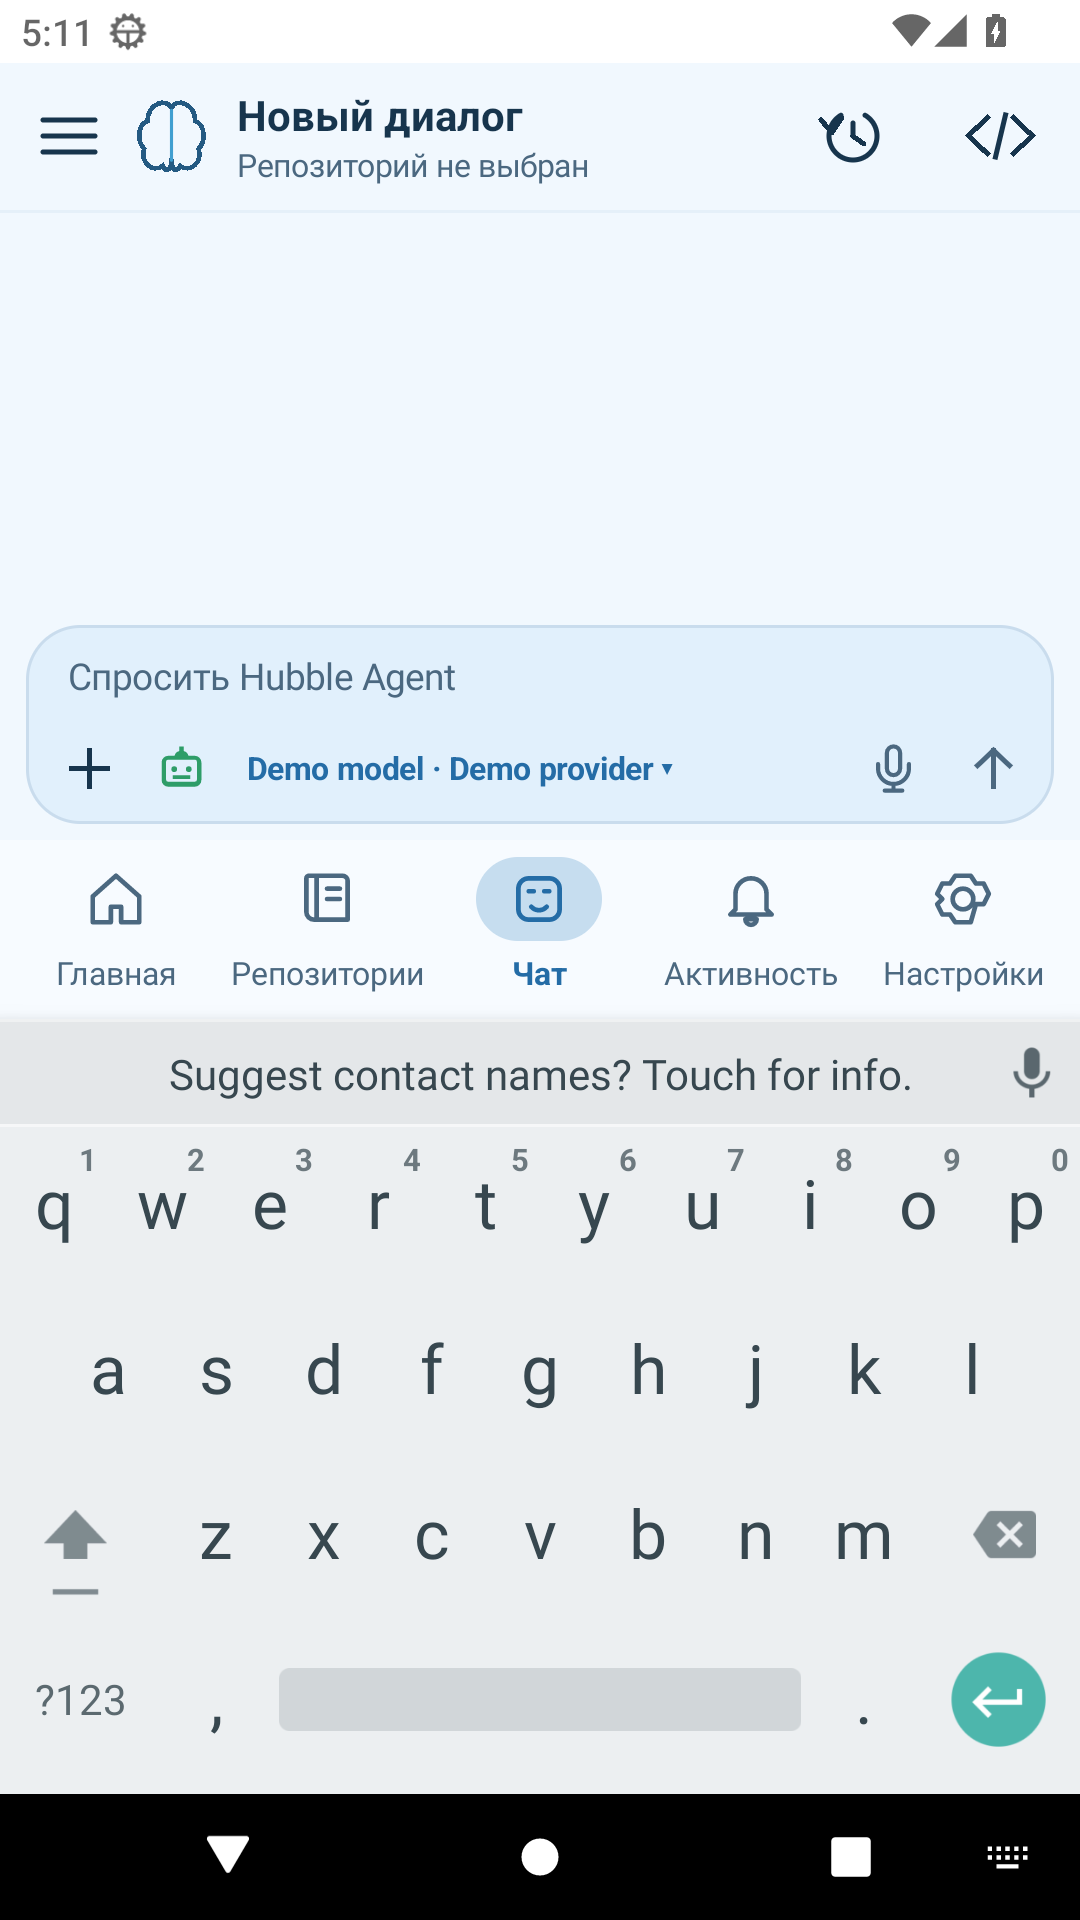 5:11
Новый диалог
Репозиторий не выбран
Спросить Hubble Agent
Demo model · Demo provider ▾
Главная Репозитории Чат Активность Настройки
Suggest contact names? Touch for info.
1 2 3 4 5 6 7 8 9 0
q w e r t y u i o p
a s d f g h j k l
z x c v b n m
?123 , .